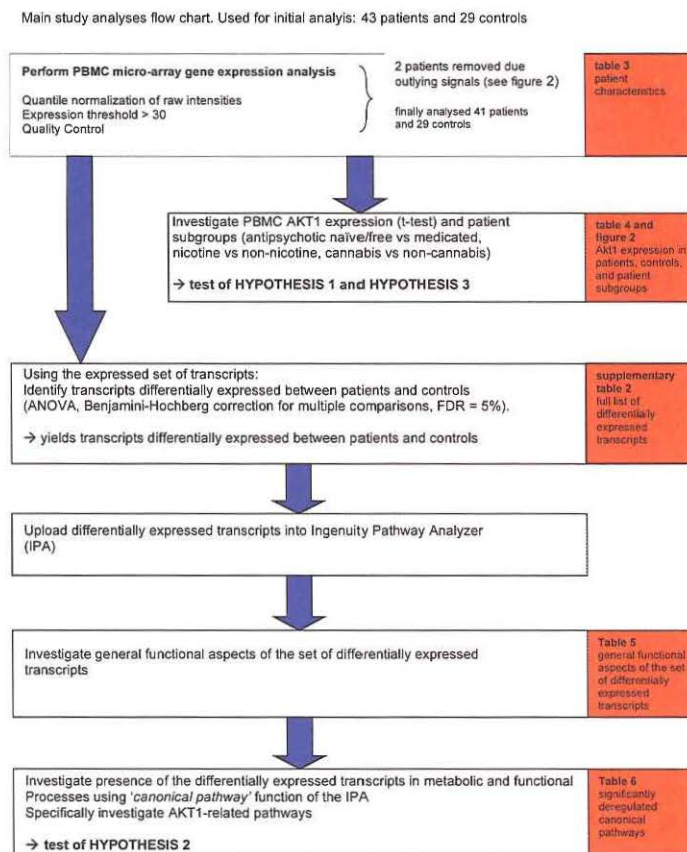 Main study analyses flow chart. Used for initial analyis: 43 patients and 29 controls
Perform PBMC micro-array gene expression analysis
Quantile normalization of raw intensities
Expression threshold > 30
Quality Control
2 patients removed due
outlying signals (see figure 2)
finally analysed 41 patients
and 29 controls
table 3
patient
characteristics
Investigate PBMC AKT1 expression (t-test) and patient
subgroups (antipsychotic naïve/free vs medicated,
nicotine vs non-nicotine, cannabis vs non-cannabis)
→ test of HYPOTHESIS 1 and HYPOTHESIS 3
table 4 and
figure 2
Akt1 expression in
patients, controls,
and patient
subgroups
Using the expressed set of transcripts:
Identify transcripts differentially expressed between patients and controls
(ANOVA, Benjamini-Hochberg correction for multiple comparisons, FDR = 5%).
→ yields transcripts differentially expressed between patients and controls
supplementary
table 2
full list of
differentially
expressed
transcripts
Upload differentially expressed transcripts into Ingenuity Pathway Analyzer
(IPA)
Investigate general functional aspects of the set of differentially expressed
transcripts
Table 5
general functional
aspects of the set
of differentially
expressed
transcripts
Investigate presence of the differentially expressed transcripts in metabolic and functional
Processes using 'canonical pathway' function of the IPA
Specifically investigate AKT1-related pathways
→ test of HYPOTHESIS 2
Table 6
significantly
deregulated
canonical
pathways